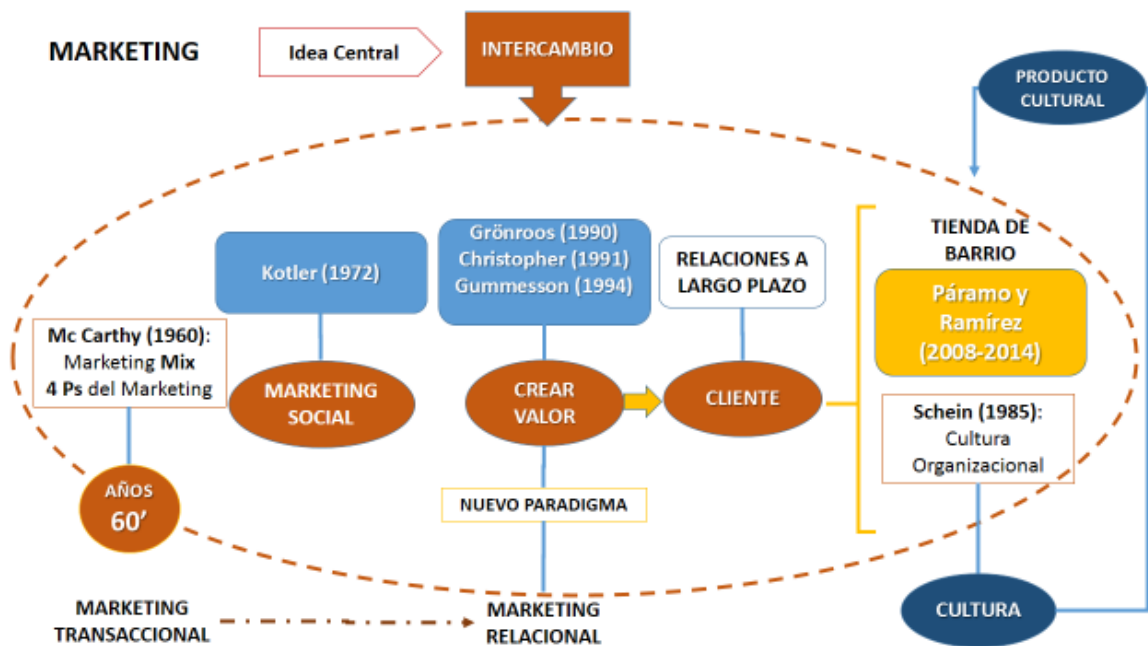 MARKETING
Idea Central
INTERCAMBIO
PRODUCTO
CULTURAL
Kotler (1972)
Grönroos (1990)
Christopher (1991)
Gummesson (1994)
RELACIONES A
LARGO PLAZO
TIENDA DE
BARRIO
Páramo y
Ramírez
(2008-2014)
Mc Carthy (1960):
Marketing Mix
4 Ps del Marketing
MARKETING
SOCIAL
CREAR
VALOR
CLIENTE
Schein (1985):
Cultura
Organizacional
AÑOS
60’
NUEVO PARADIGMA
MARKETING
TRANSACCIONAL
MARKETING
RELACIONAL
CULTURA